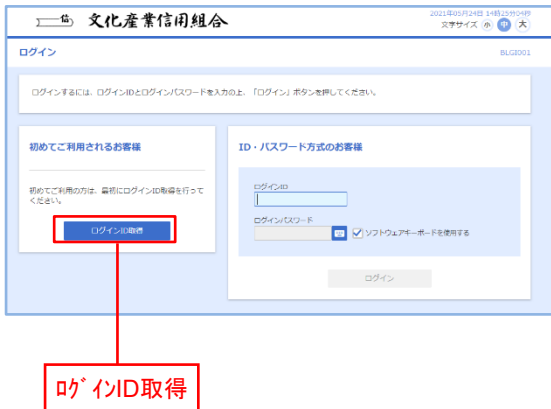 信 文化産業信用組合
2021年05月24日 14時25分04秒
文字サイズ 小 中 大
ログイン
BLGI001
ログインするには、ログインIDとログインパスワードを入力の上、「ログイン」ボタンを押してください。
初めてご利用されるお客様
初めてご利用の方は、最初にログインID取得を行って
ください。
ログインID取得
ID・パスワード方式のお客様
ログインID
ログインパスワード
ソフトウェアキーボードを使用する
ログイン
ログインID取得